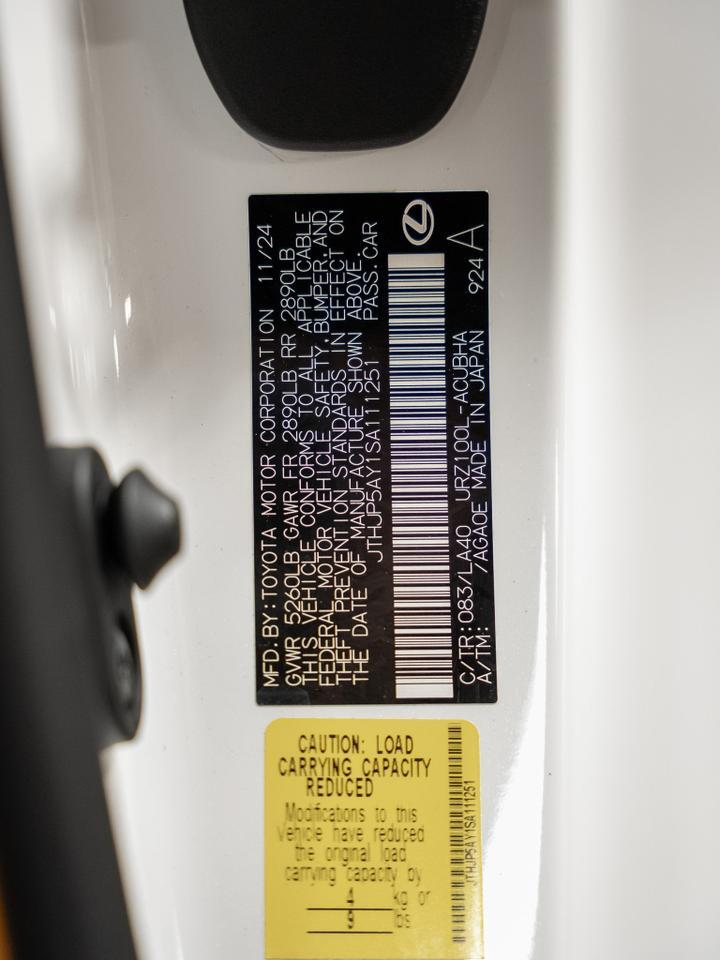 MFD. BY: TOYOTA MOTOR CORPORATION 11/24
GVWR 5260LB GAWR FR 2890LB RR 2890LB
THIS VEHICLE CONFORMS TO ALL APPLICABLE
FEDERAL MOTOR VEHICLE SAFETY, BUMPER, AND
THEFT PREVENTION STANDARDS IN EFFECT ON
THE DATE OF MANUFACTURE SHOWN ABOVE.
JTHJP5AY1SA111251 PASS. CAR
C/TR: 083/LA40 URZ100L-ACUBHA 924 A
A/TM: /AGA0E MADE IN JAPAN
CAUTION: LOAD
CARRYING CAPACITY
REDUCED
Modifications to this
vehicle have reduced
the original load
carrying capacity by
4 kg or
9 lbs
JTHJP5AY1SA111251